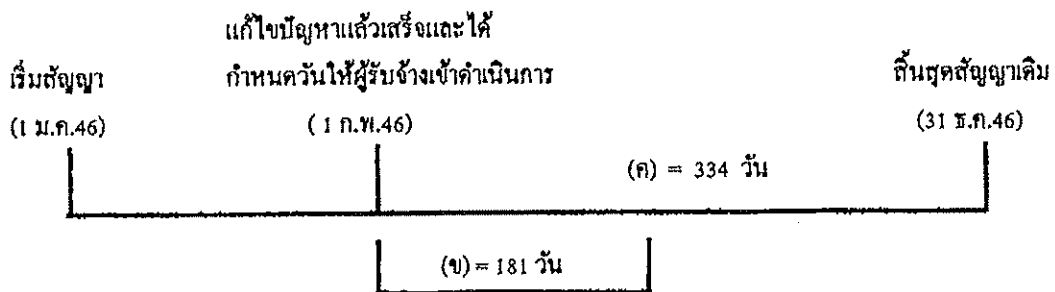 แก้ไขปัญหาแล้วเสร็จและได้
เริ่มสัญญา กำหนดวันให้ผู้รับจ้างเข้าดำเนินการ สิ้นสุดสัญญาเดิม
(1 ม.ค.46) ( 1 ก.พ.46) (31 ธ.ค.46)
(ค) = 334 วัน
(ข) = 181 วัน